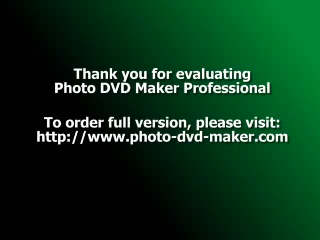 Thank you for evaluating
Photo DVD Maker Professional
To order full version, please visit:
http://www.photo-dvd-maker.com